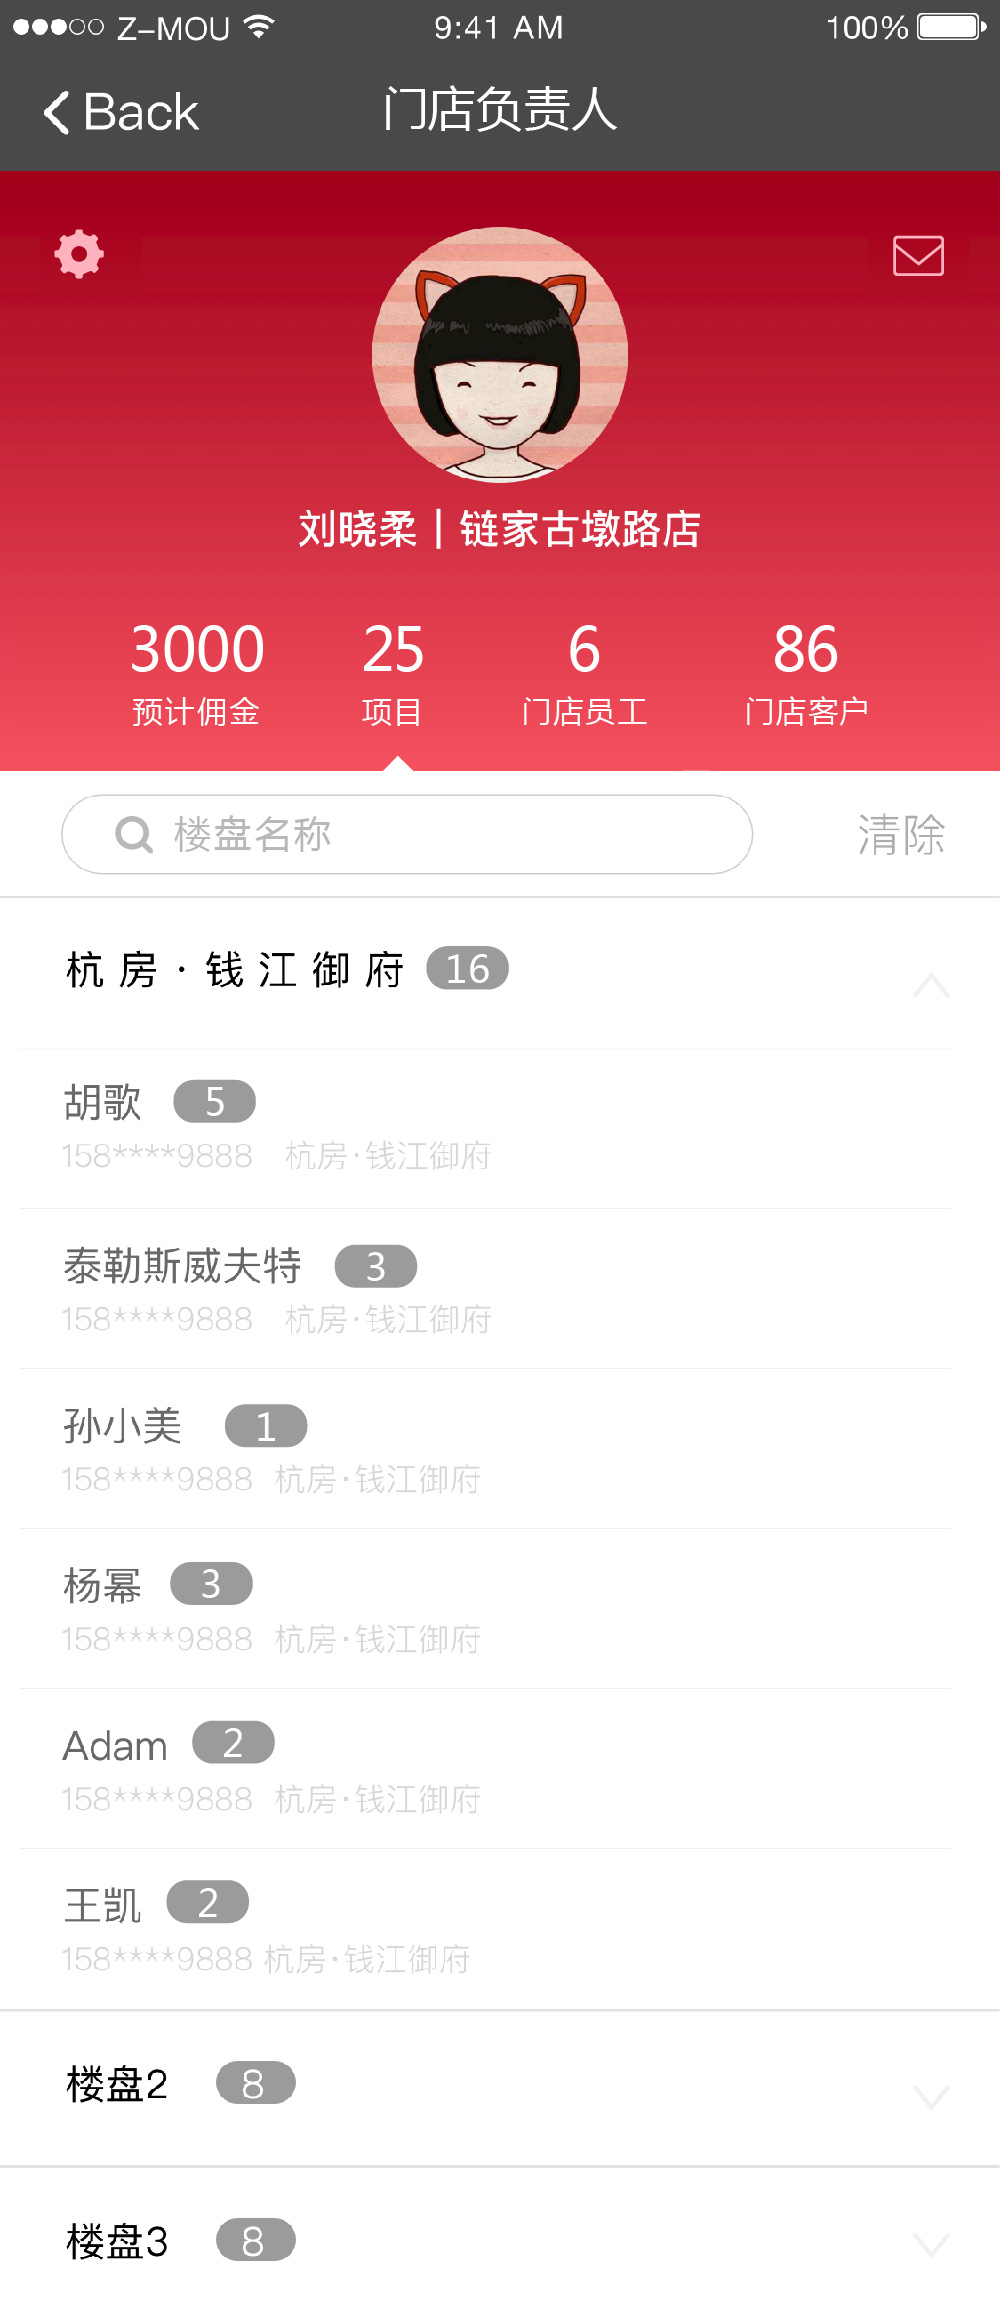 Z-MOU 9:41 AM 100%
Back 门店负责人
刘晓柔 | 链家古墩路店
3000 25 6 86
预计佣金 项目 门店员工 门店客户
楼盘名称 清除
杭房·钱江御府 16
胡歌 5
158****9888 杭房·钱江御府
泰勒斯威夫特 3
158****9888 杭房·钱江御府
孙小美 1
158****9888 杭房·钱江御府
杨幂 3
158****9888 杭房·钱江御府
Adam 2
158****9888 杭房·钱江御府
王凯 2
158****9888 杭房·钱江御府
楼盘2 8
楼盘3 8